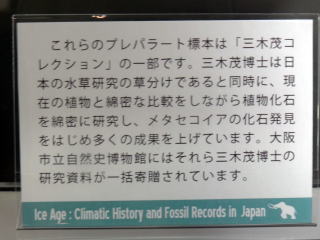 これらのプレパラート標本は「三木茂コ
レクション」の一部です。三木茂博士は日
本の水草研究の草分けであると同時に、現
在の植物と綿密な比較をしながら植物化石
を綿密に研究し、メタセコイアの化石発見
をはじめ多くの成果を上げています。大阪
市立自然史博物館にはそれら三木茂博士の
研究資料が一括寄贈されています。
Ice Age : Climatic History and Fossil Records in Japan